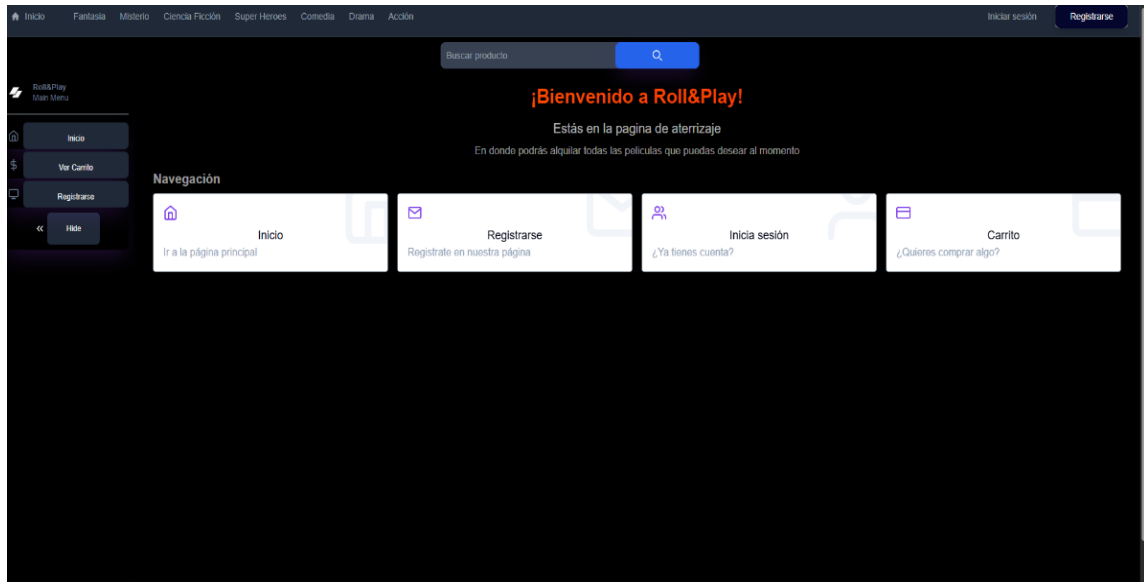 Inicio Fantasia Misterio Ciencia Ficción Super Heroes Comedia Drama Acción Iniciar sesión Registrarse
Buscar producto
Roll&Play
Main Menu
Inicio
Ver Carrito
Registrarse
Hide
¡Bienvenido a Roll&Play!
Estás en la pagina de aterrizaje
En donde podrás alquilar todas las peliculas que puedas desear al momento
Navegación
Inicio
Ir a la página principal
Registrarse
Registrate en nuestra página
Inicia sesión
¿Ya tienes cuenta?
Carrito
¿Quieres comprar algo?